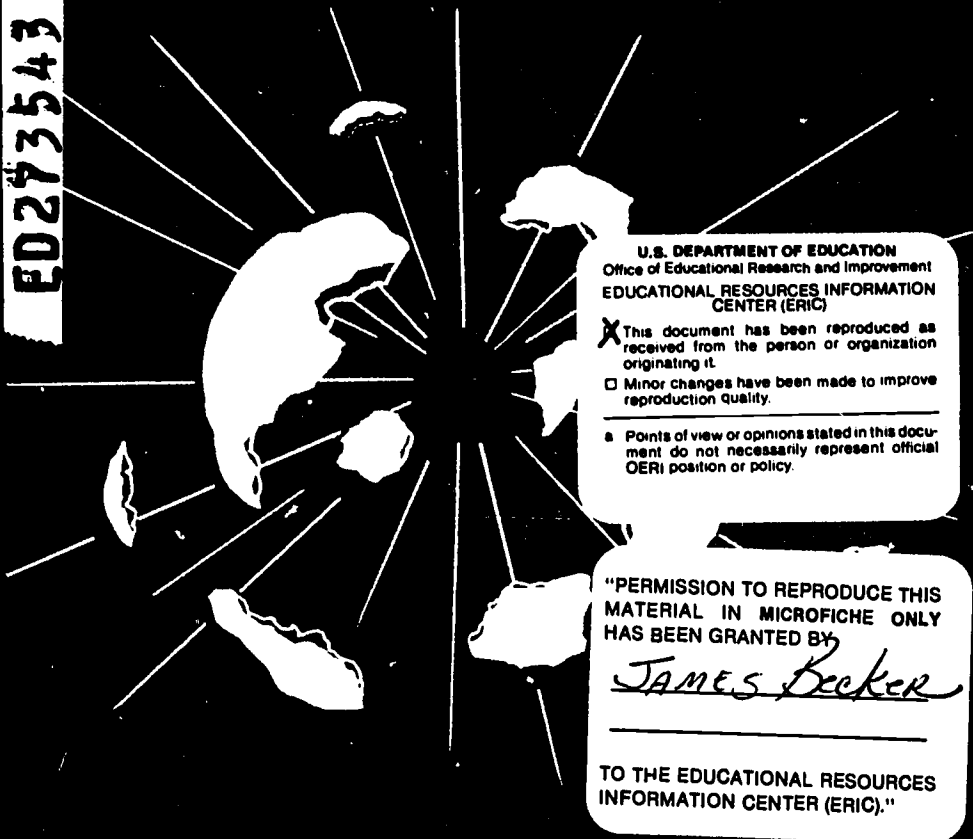 ED273543
U.S. DEPARTMENT OF EDUCATION
Office of Educational Research and Improvement
EDUCATIONAL RESOURCES INFORMATION
CENTER (ERIC)
X This document has been reproduced as
received from the person or organization
originating it.
□ Minor changes have been made to improve
reproduction quality.
a Points of view or opinions stated in this docu-
ment do not necessarily represent official
OERI position or policy.
"PERMISSION TO REPRODUCE THIS
MATERIAL IN MICROFICHE ONLY
HAS BEEN GRANTED BY
JAMES BECKER
TO THE EDUCATIONAL RESOURCES
INFORMATION CENTER (ERIC)."